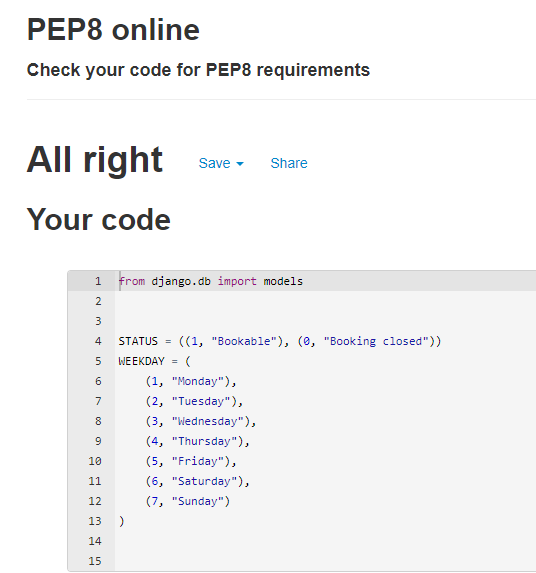 PEP8 online
Check your code for PEP8 requirements
All right Save Share
Your code
1 from django.db import models
2
3
4 STATUS = ((1, "Bookable"), (0, "Booking closed"))
5 WEEKDAY = (
6     (1, "Monday"),
7     (2, "Tuesday"),
8     (3, "Wednesday"),
9     (4, "Thursday"),
10     (5, "Friday"),
11     (6, "Saturday"),
12     (7, "Sunday")
13 )
14
15